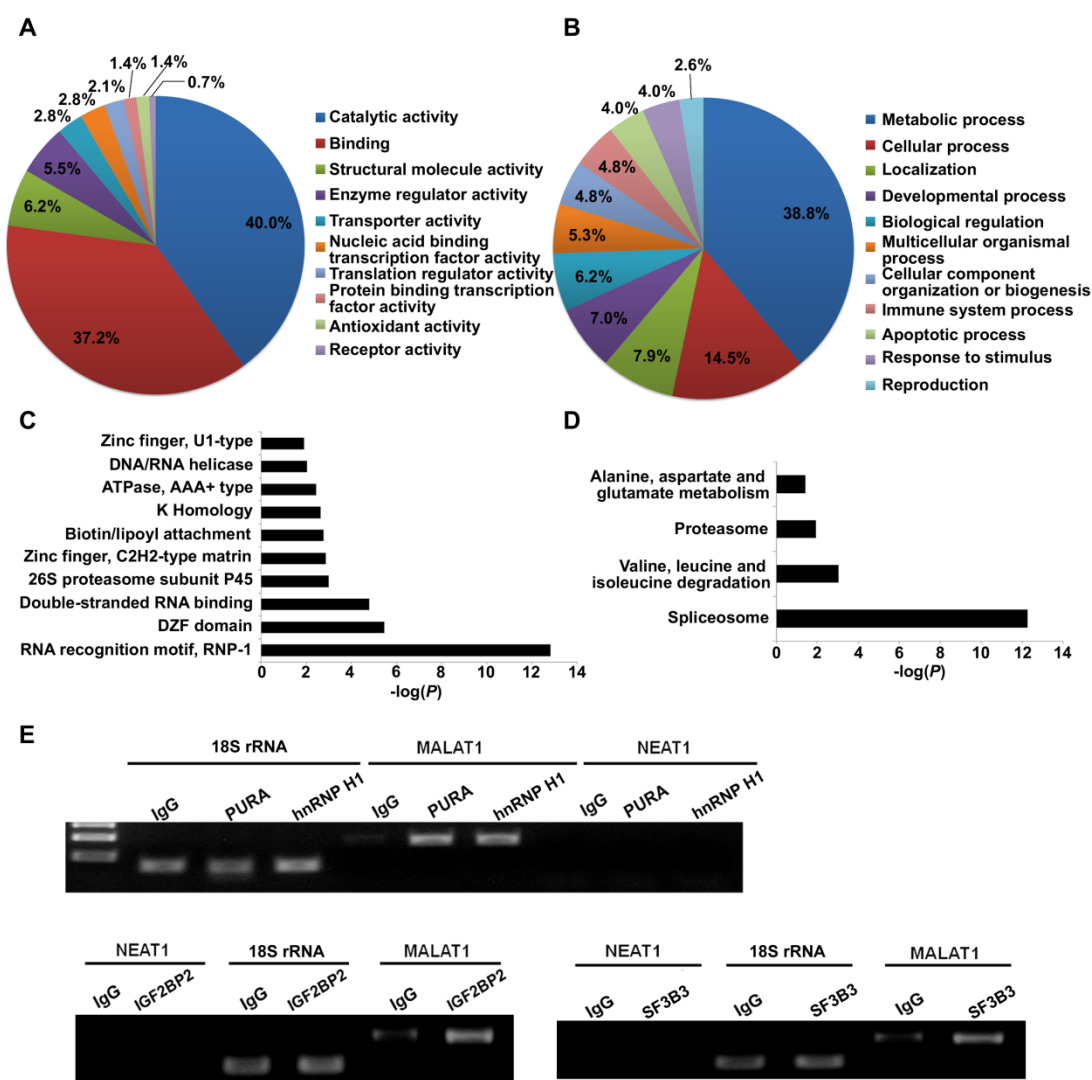 A
1.4%
1.4%
0.7%
2.1%
2.8%
2.8%
5.5%
6.2%
40.0%
37.2%
Catalytic activity
Binding
Structural molecule activity
Enzyme regulator activity
Transporter activity
Nucleic acid binding
transcription factor activity
Translation regulator activity
Protein binding transcription
factor activity
Antioxidant activity
Receptor activity
B
2.6%
4.0%
4.0%
4.8%
4.8%
5.3%
6.2%
7.0%
7.9%
14.5%
38.8%
Metabolic process
Cellular process
Localization
Developmental process
Biological regulation
Multicellular organismal
process
Cellular component
organization or biogenesis
Immune system process
Apoptotic process
Response to stimulus
Reproduction
C
Zinc finger, U1-type
DNA/RNA helicase
ATPase, AAA+ type
K Homology
Biotin/lipoyl attachment
Zinc finger, C2H2-type matrin
26S proteasome subunit P45
Double-stranded RNA binding
DZF domain
RNA recognition motif, RNP-1
0 2 4 6 8 10 12 14
-log(P)
D
Alanine, aspartate and
glutamate metabolism
Proteasome
Valine, leucine and
isoleucine degradation
Spliceosome
0 2 4 6 8 10 12 14
-log(P)
E
18S rRNA MALAT1 NEAT1
IgG PURA hnRNP H1 IgG PURA hnRNP H1 IgG PURA hnRNP H1
NEAT1 18S rRNA MALAT1
IgG IGF2BP2 IgG IGF2BP2 IgG IGF2BP2
NEAT1 18S rRNA MALAT1
IgG SF3B3 IgG SF3B3 IgG SF3B3